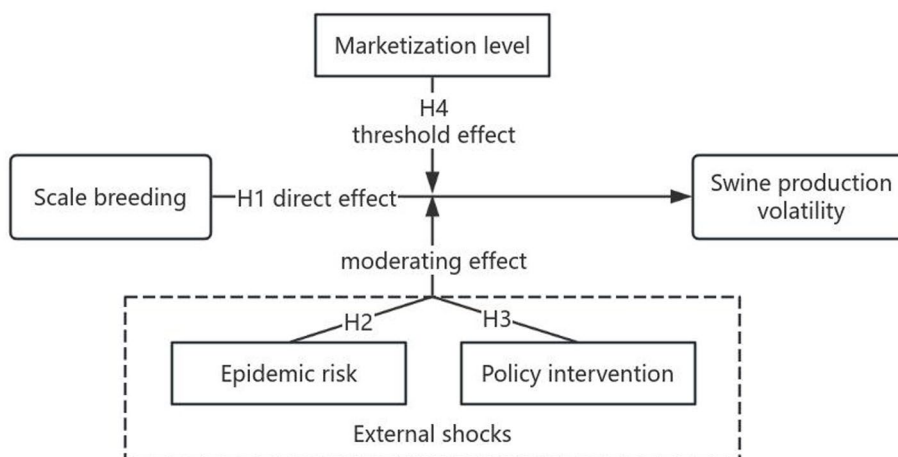 Marketization level
H4
threshold effect
Scale breeding
H1 direct effect
Swine production
volatility
moderating effect
H2
H3
Epidemic risk
Policy intervention
External shocks